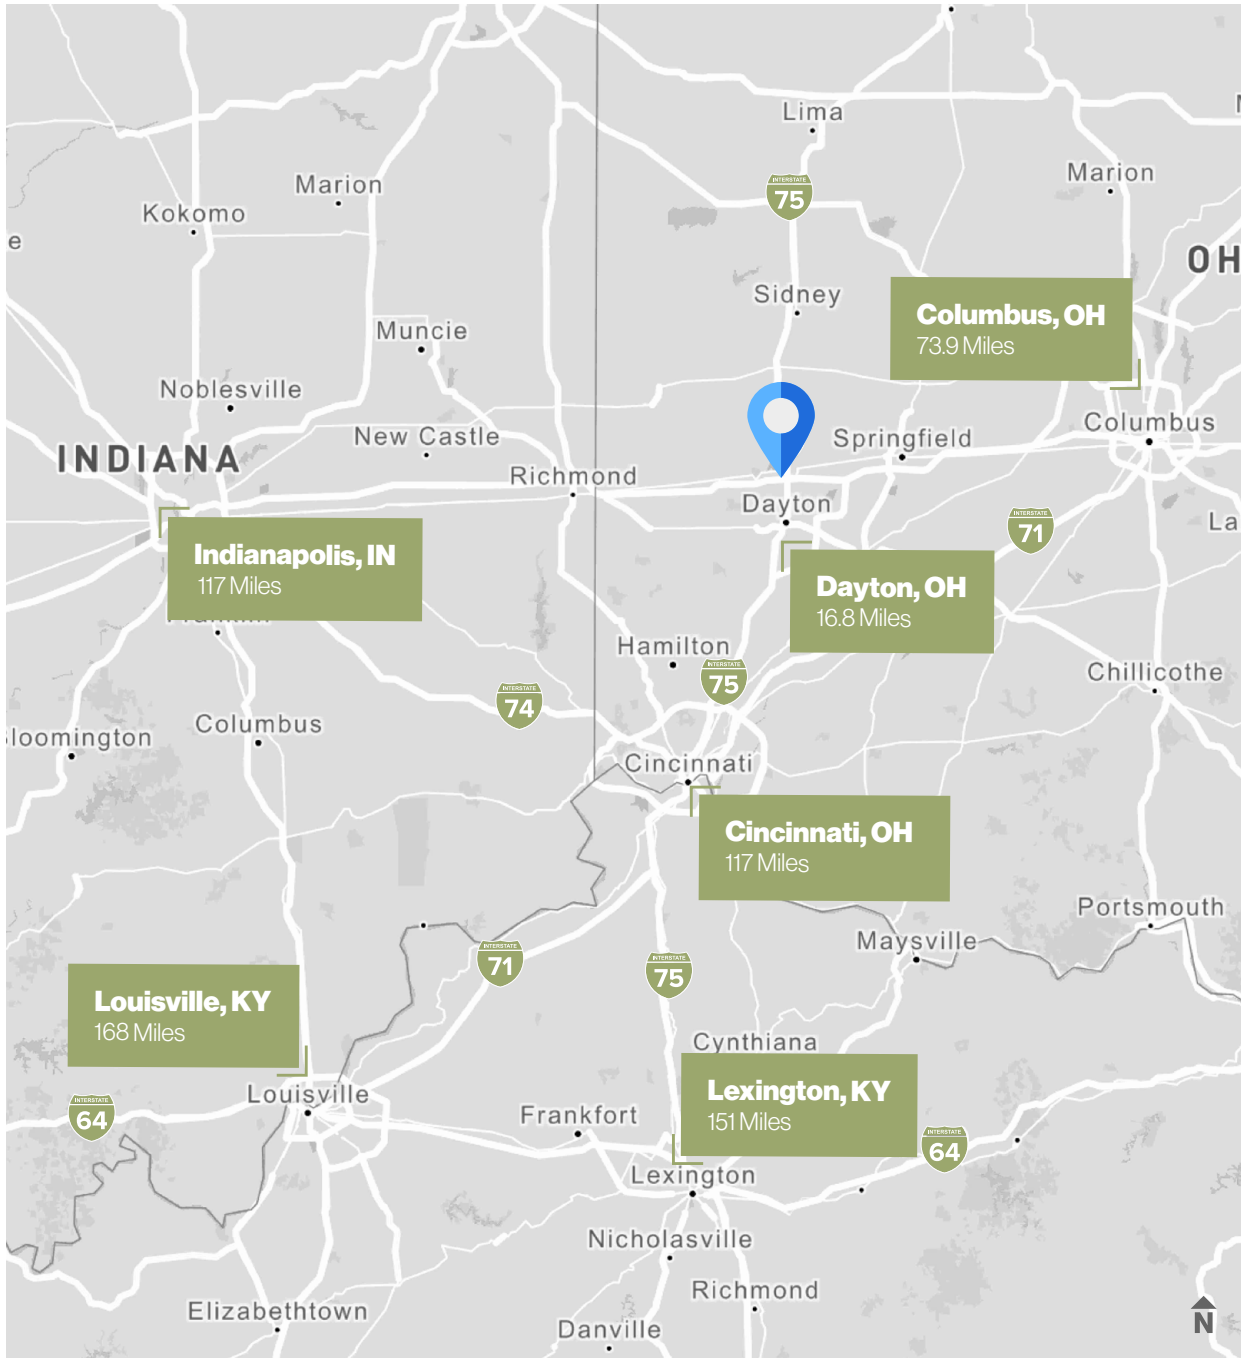 Lima
INTERSTATE
75
Marion
Marion
Kokomo
e
OH
Sidney
Columbus, OH
73.9 Miles
Muncie
Noblesville
Columbus
New Castle
Springfield
INDIANA
Richmond
Dayton
INTERSTATE
71
La
Indianapolis, IN
117 Miles
Dayton, OH
16.8 Miles
Hamilton
INTERSTATE
75
Chillicothe
INTERSTATE
74
Columbus
loomington
Cincinnati
Cincinnati, OH
117 Miles
Portsmouth
Maysville
INTERSTATE
71
INTERSTATE
75
Louisville, KY
168 Miles
Cynthiana
Lexington, KY
151 Miles
Louisville
INTERSTATE
64
Frankfort
INTERSTATE
64
Lexington
Nicholasville
Richmond
Elizabethtown
Danville
N